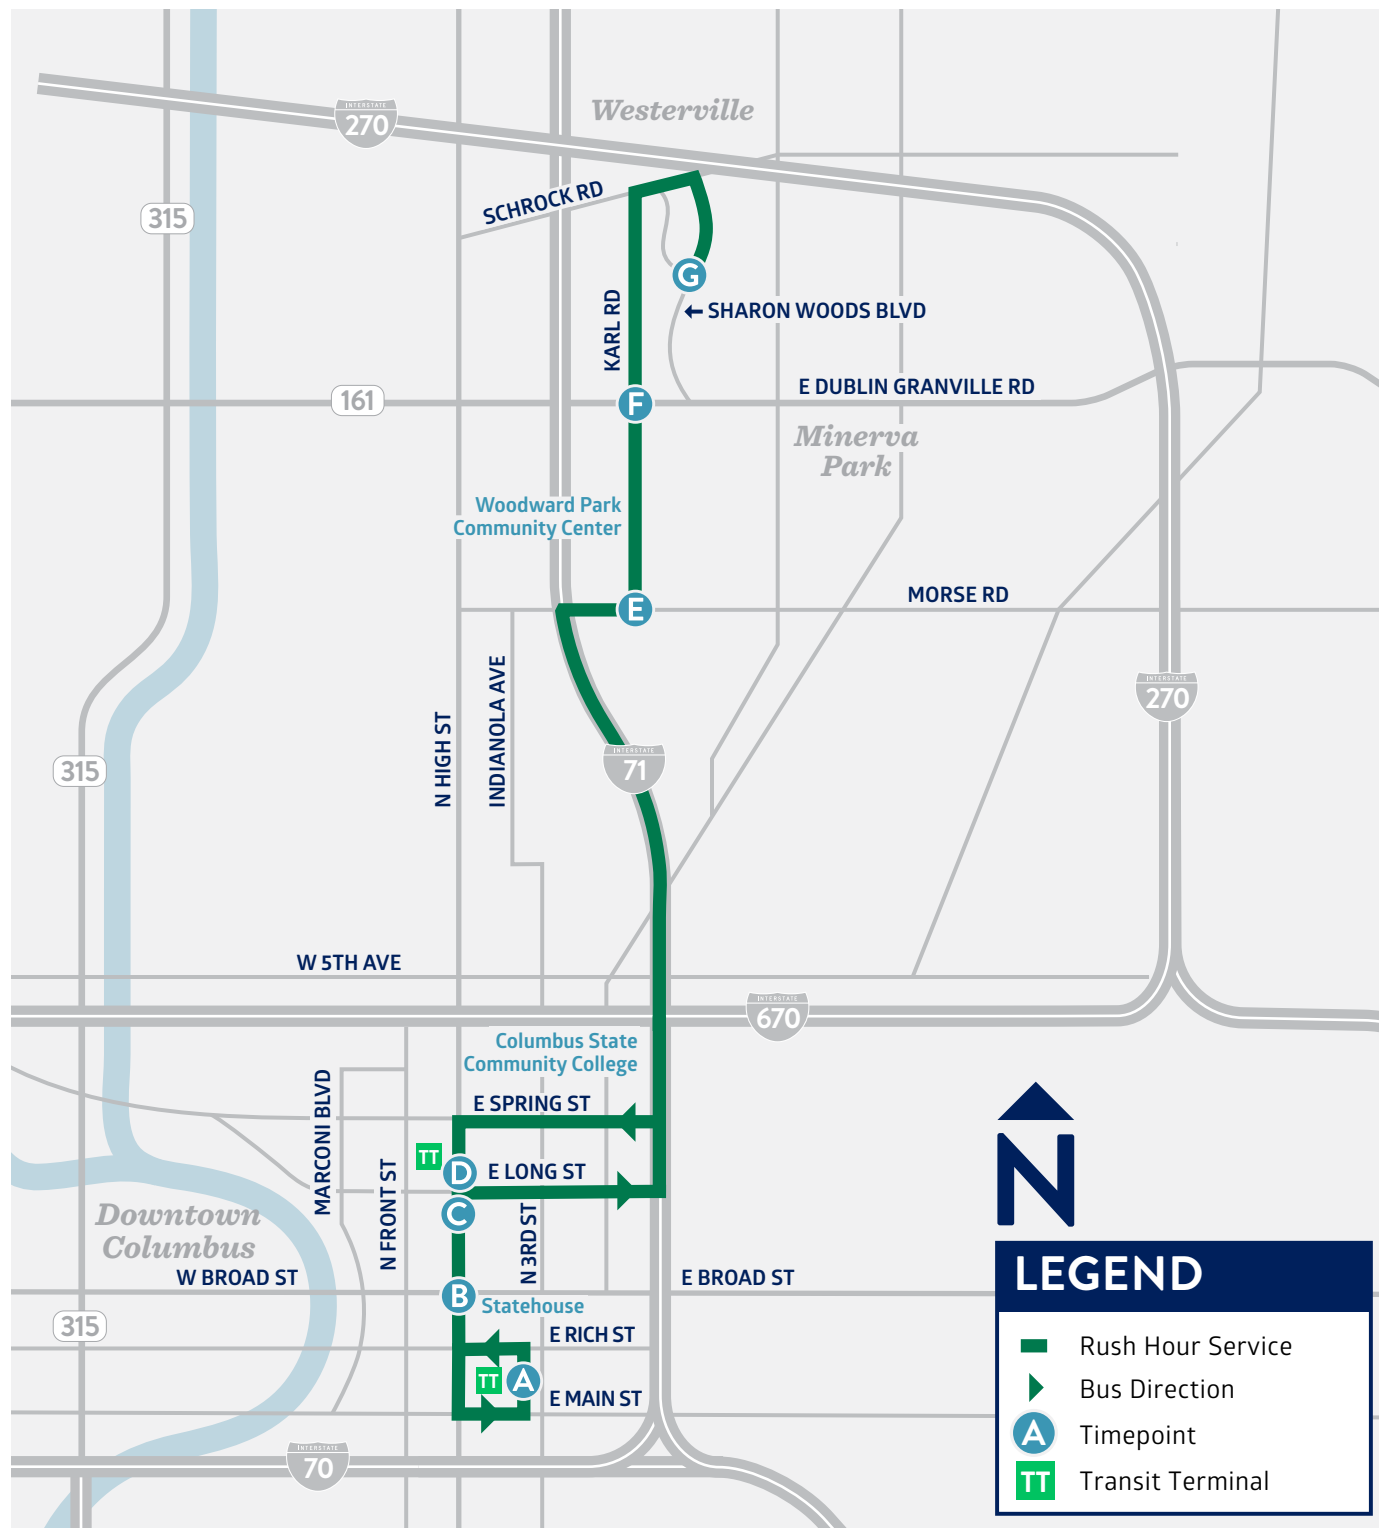 Westerville
INTERSTATE
270
SCHROCK RD
315
G
KARL RD
SHARON WOODS BLVD
E DUBLIN GRANVILLE RD
161
F
Minerva
Park
Woodward Park
Community Center
MORSE RD
E
INDIANOLA AVE
N HIGH ST
INTERSTATE
270
INTERSTATE
71
315
W 5TH AVE
INTERSTATE
670
Columbus State
Community College
MARCONI BLVD
E SPRING ST
TT
D
E LONG ST
N FRONT ST
C
N 3RD ST
Downtown
Columbus
W BROAD ST
E BROAD ST
B
Statehouse
315
E RICH ST
TT
A
E MAIN ST
INTERSTATE
70
N
LEGEND
Rush Hour Service
Bus Direction
A Timepoint
TT Transit Terminal